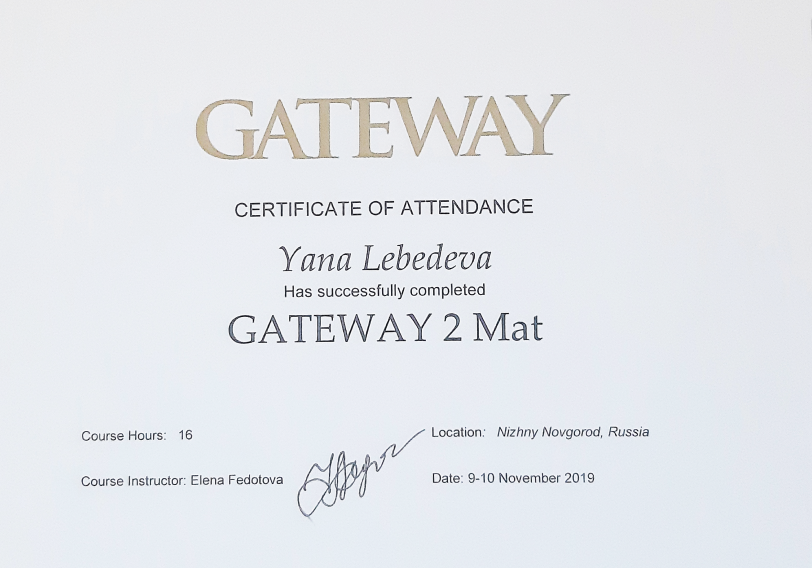 GATEWAY
CERTIFICATE OF ATTENDANCE
Yana Lebedeva
Has successfully completed
GATEWAY 2 Mat
Course Hours: 16
Location: Nizhny Novgorod, Russia
Course Instructor: Elena Fedotova
Date: 9-10 November 2019